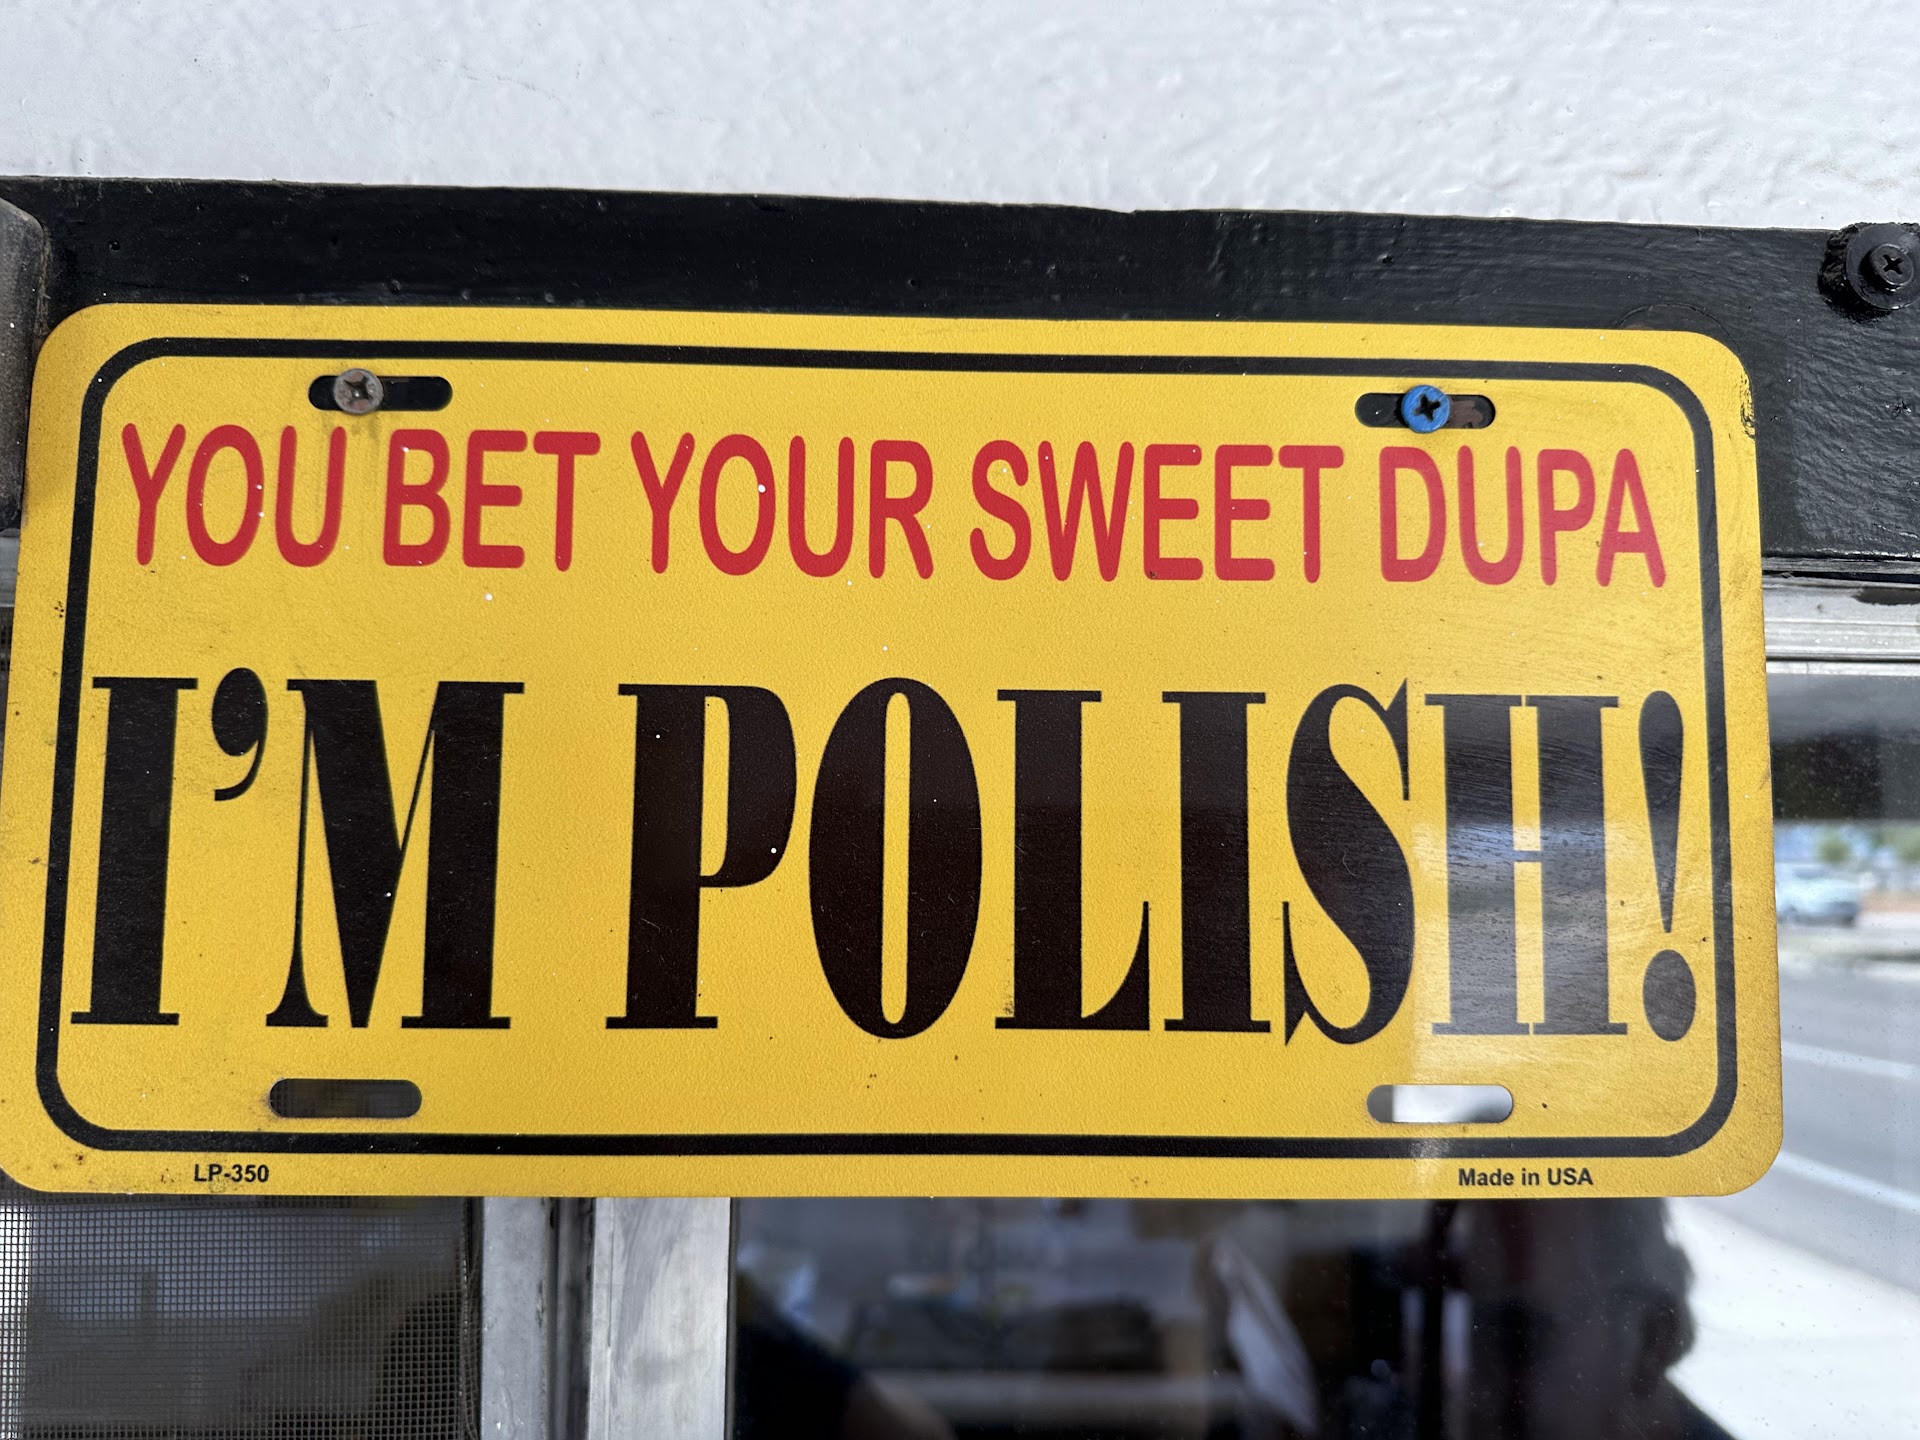 YOU BET YOUR SWEET DUPA
I'M POLISH!
LP-350
Made in USA